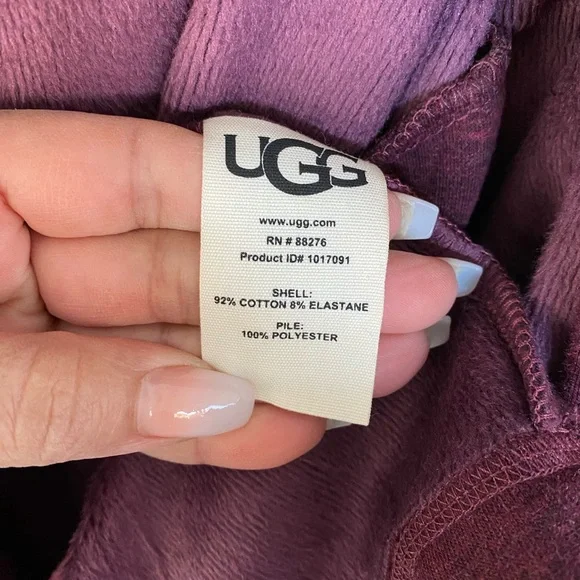 UGG
www.ugg.com
RN # 88276
Product ID# 1017091
SHELL:
92% COTTON 8% ELASTANE
PILE:
100% POLYESTER